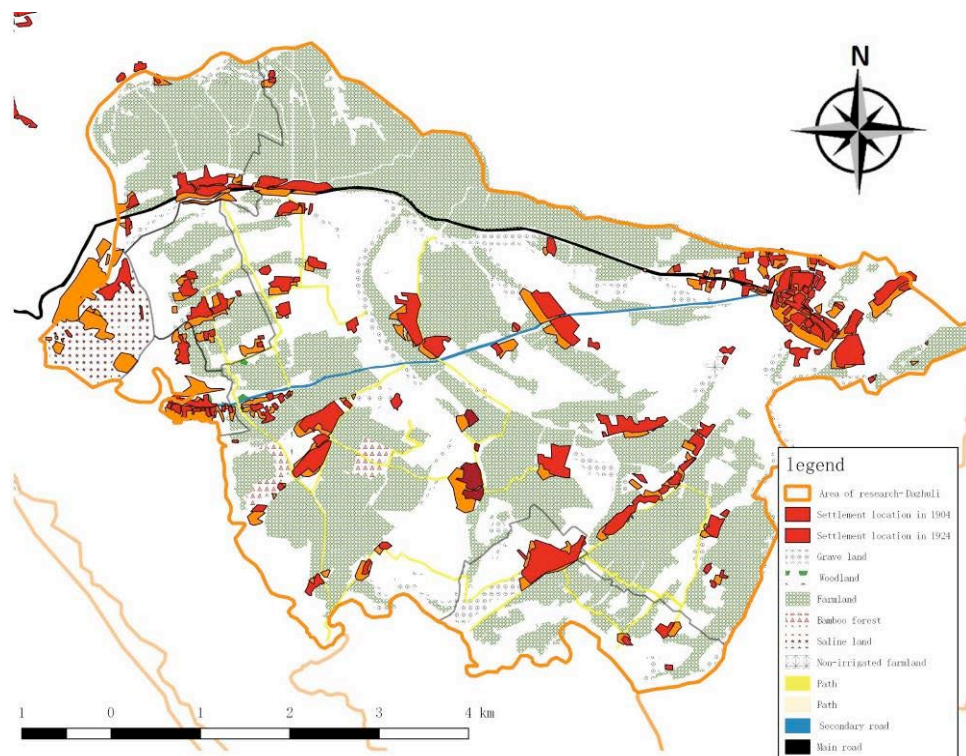 N
legend
Area of research-Dazhuli
Settlement location in 1904
Settlement location in 1924
Grave land
Woodland
Farmland
Bamboo forest
Saline land
Non-irrigated farmland
Path
Path
Secondary road
Main road
1 0 1 2 3 4 km